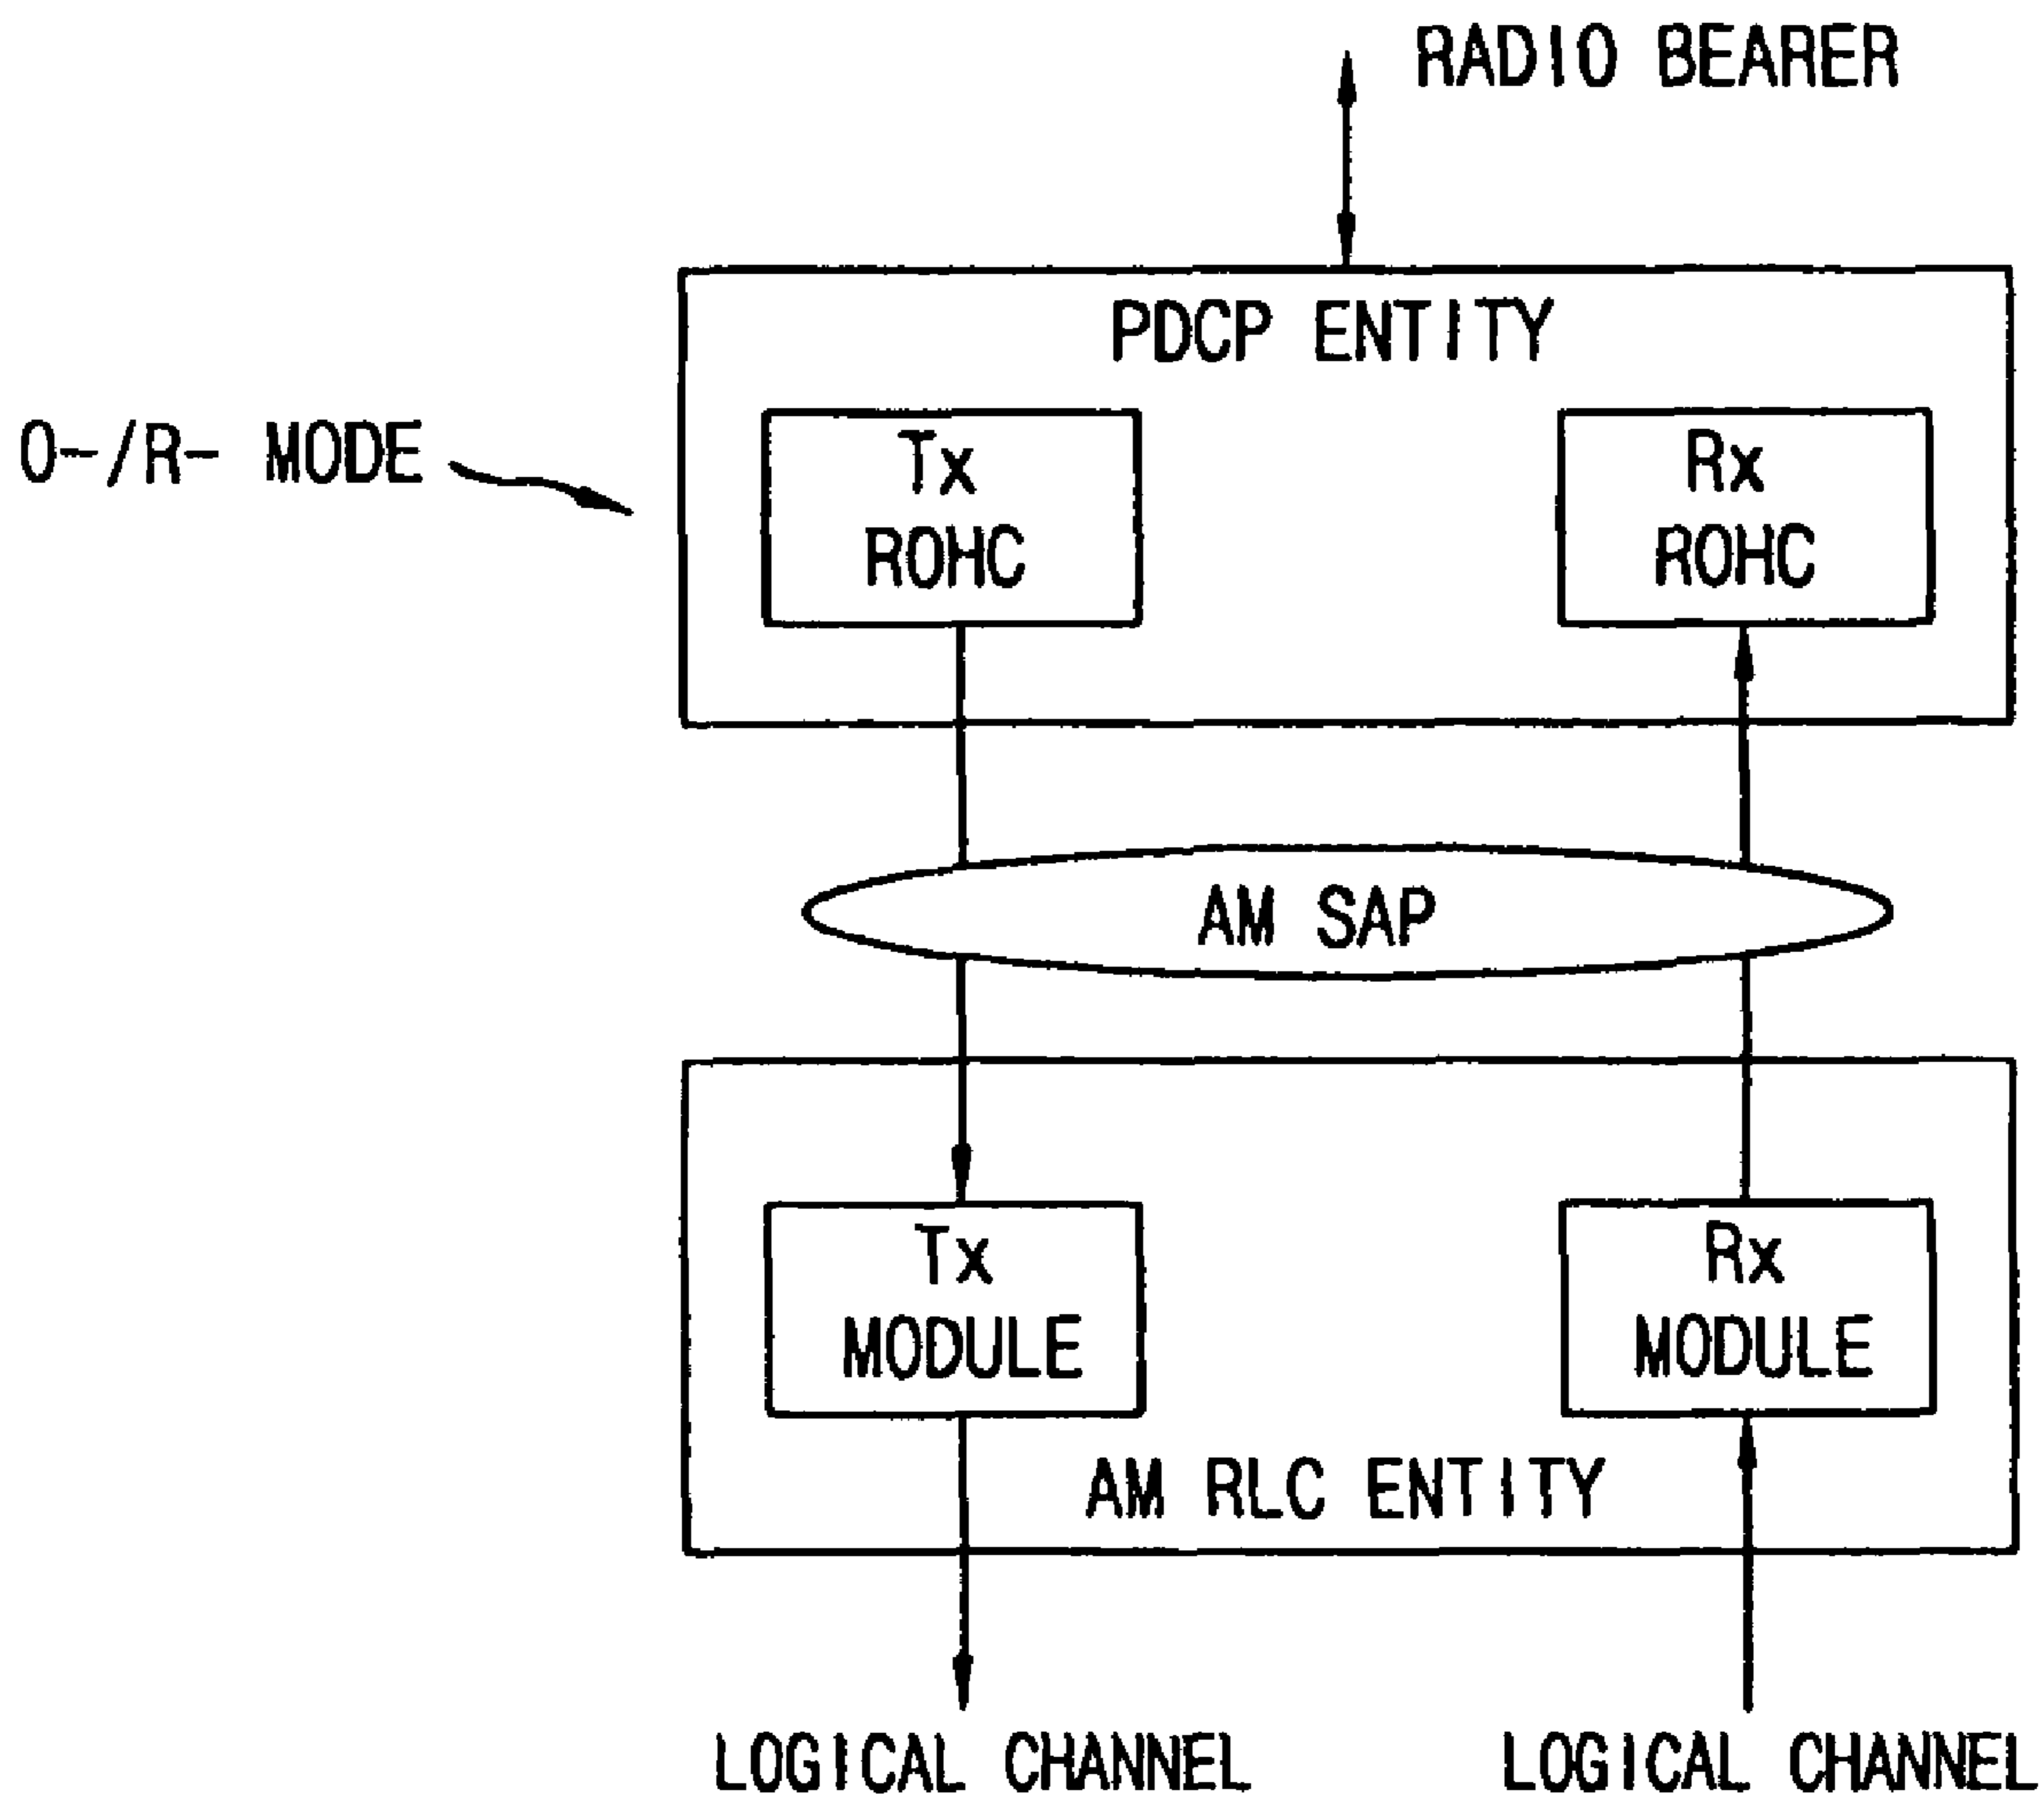 RADIO BEARER
PDCP ENTITY
O-/R- MODE
Tx
ROHC
Rx
ROHC
AM SAP
Tx
MODULE
Rx
MODULE
AM RLC ENTITY
LOGICAL CHANNEL
LOGICAL CHANNEL